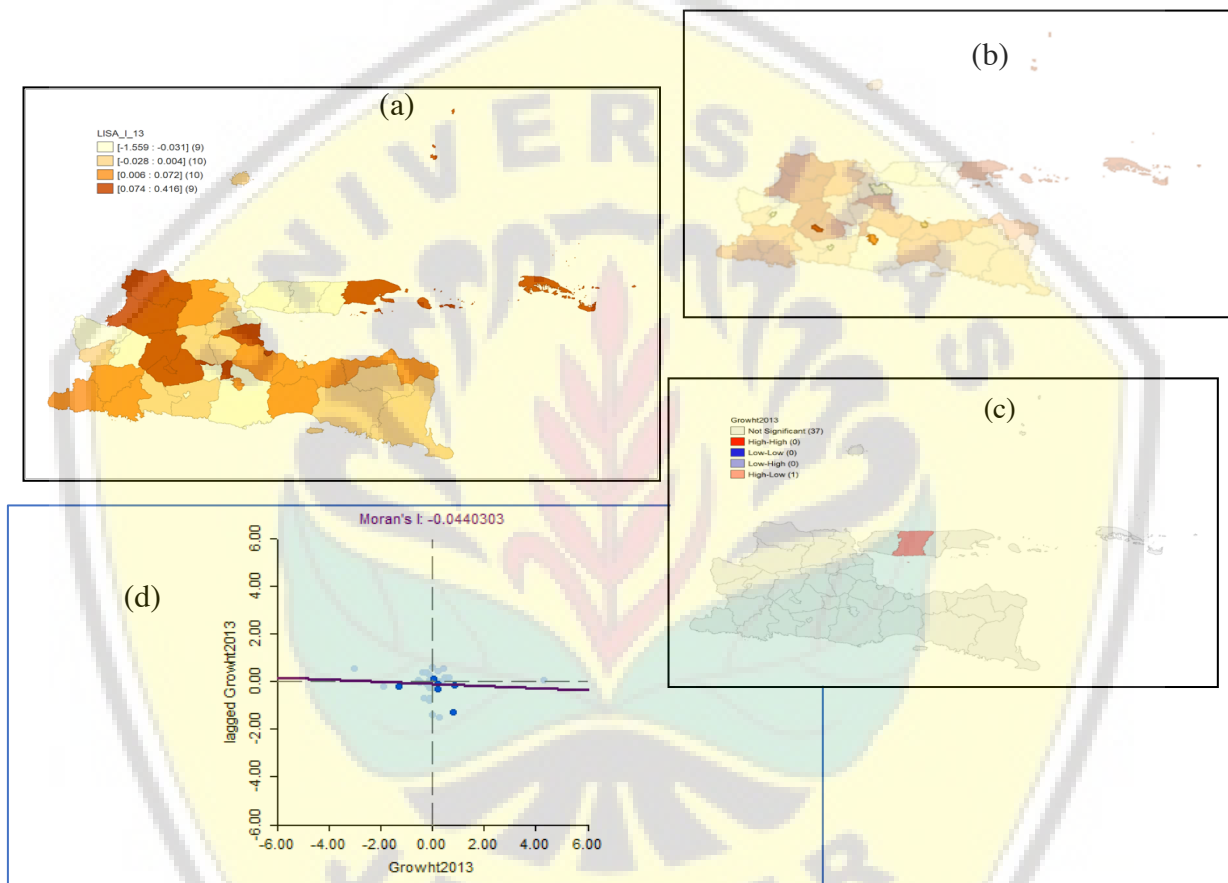 (a)
LISA_I_13
[-1.559 : -0.031] (9)
[-0.028 : 0.004] (10)
[0.006 : 0.072] (10)
[0.074 : 0.416] (9)
(b)
(c)
Growht2013
Not Significant (37)
High-High (0)
Low-Low (0)
Low-High (0)
High-Low (1)
(d)
Moran's I: -0.0440303
lagged Growht2013
6.00
4.00
2.00
0.00
-2.00
-4.00
-6.00
-6.00 -4.00 -2.00 0.00 2.00 4.00 6.00
Growht2013
NIVERS
AS